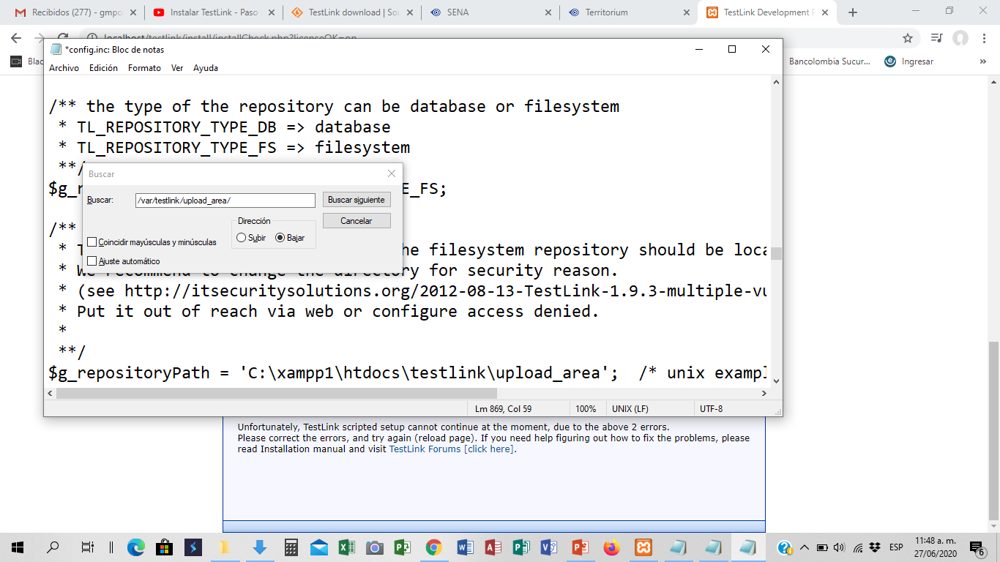 Recibidos (277) - gmpo
Instalar TestLink - Paso
TestLink download | Sou
SENA
Territorium
TestLink Development P
localhost/testlink/install/installCheck.php?licenseOK=on
Blac
Bancolombia Sucur...
Ingresar
»
*config.inc: Bloc de notas
Archivo Edición Formato Ver Ayuda
/** the type of the repository can be database or filesystem
* TL_REPOSITORY_TYPE_DB => database
* TL_REPOSITORY_TYPE_FS => filesystem
**/
Buscar
$g_r
E_FS;
Buscar:
/var/testlink/upload_area/
Buscar siguiente
Dirección
Cancelar
/**
Subir
Bajar
Coincidir mayúsculas y minúsculas
* T
he filesystem repository should be loca
Ajuste automático
* We recommend to change the directory for security reason.
* (see http://itsecuritysolutions.org/2012-08-13-TestLink-1.9.3-multiple-vu
* Put it out of reach via web or configure access denied.
*
**/
$g_repositoryPath = 'C:\xampp1\htdocs\testlink\upload_area'; /* unix exampl
Lm 869, Col 59
100%
UNIX (LF)
UTF-8
Unfortunately, TestLink scripted setup cannot continue at the moment, due to the above 2 errors.
Please correct the errors, and try again (reload page). If you need help figuring out how to fix the problems, please
read Installation manual and visit TestLink Forums [click here].
ESP
11:48 a. m.
27/06/2020
6